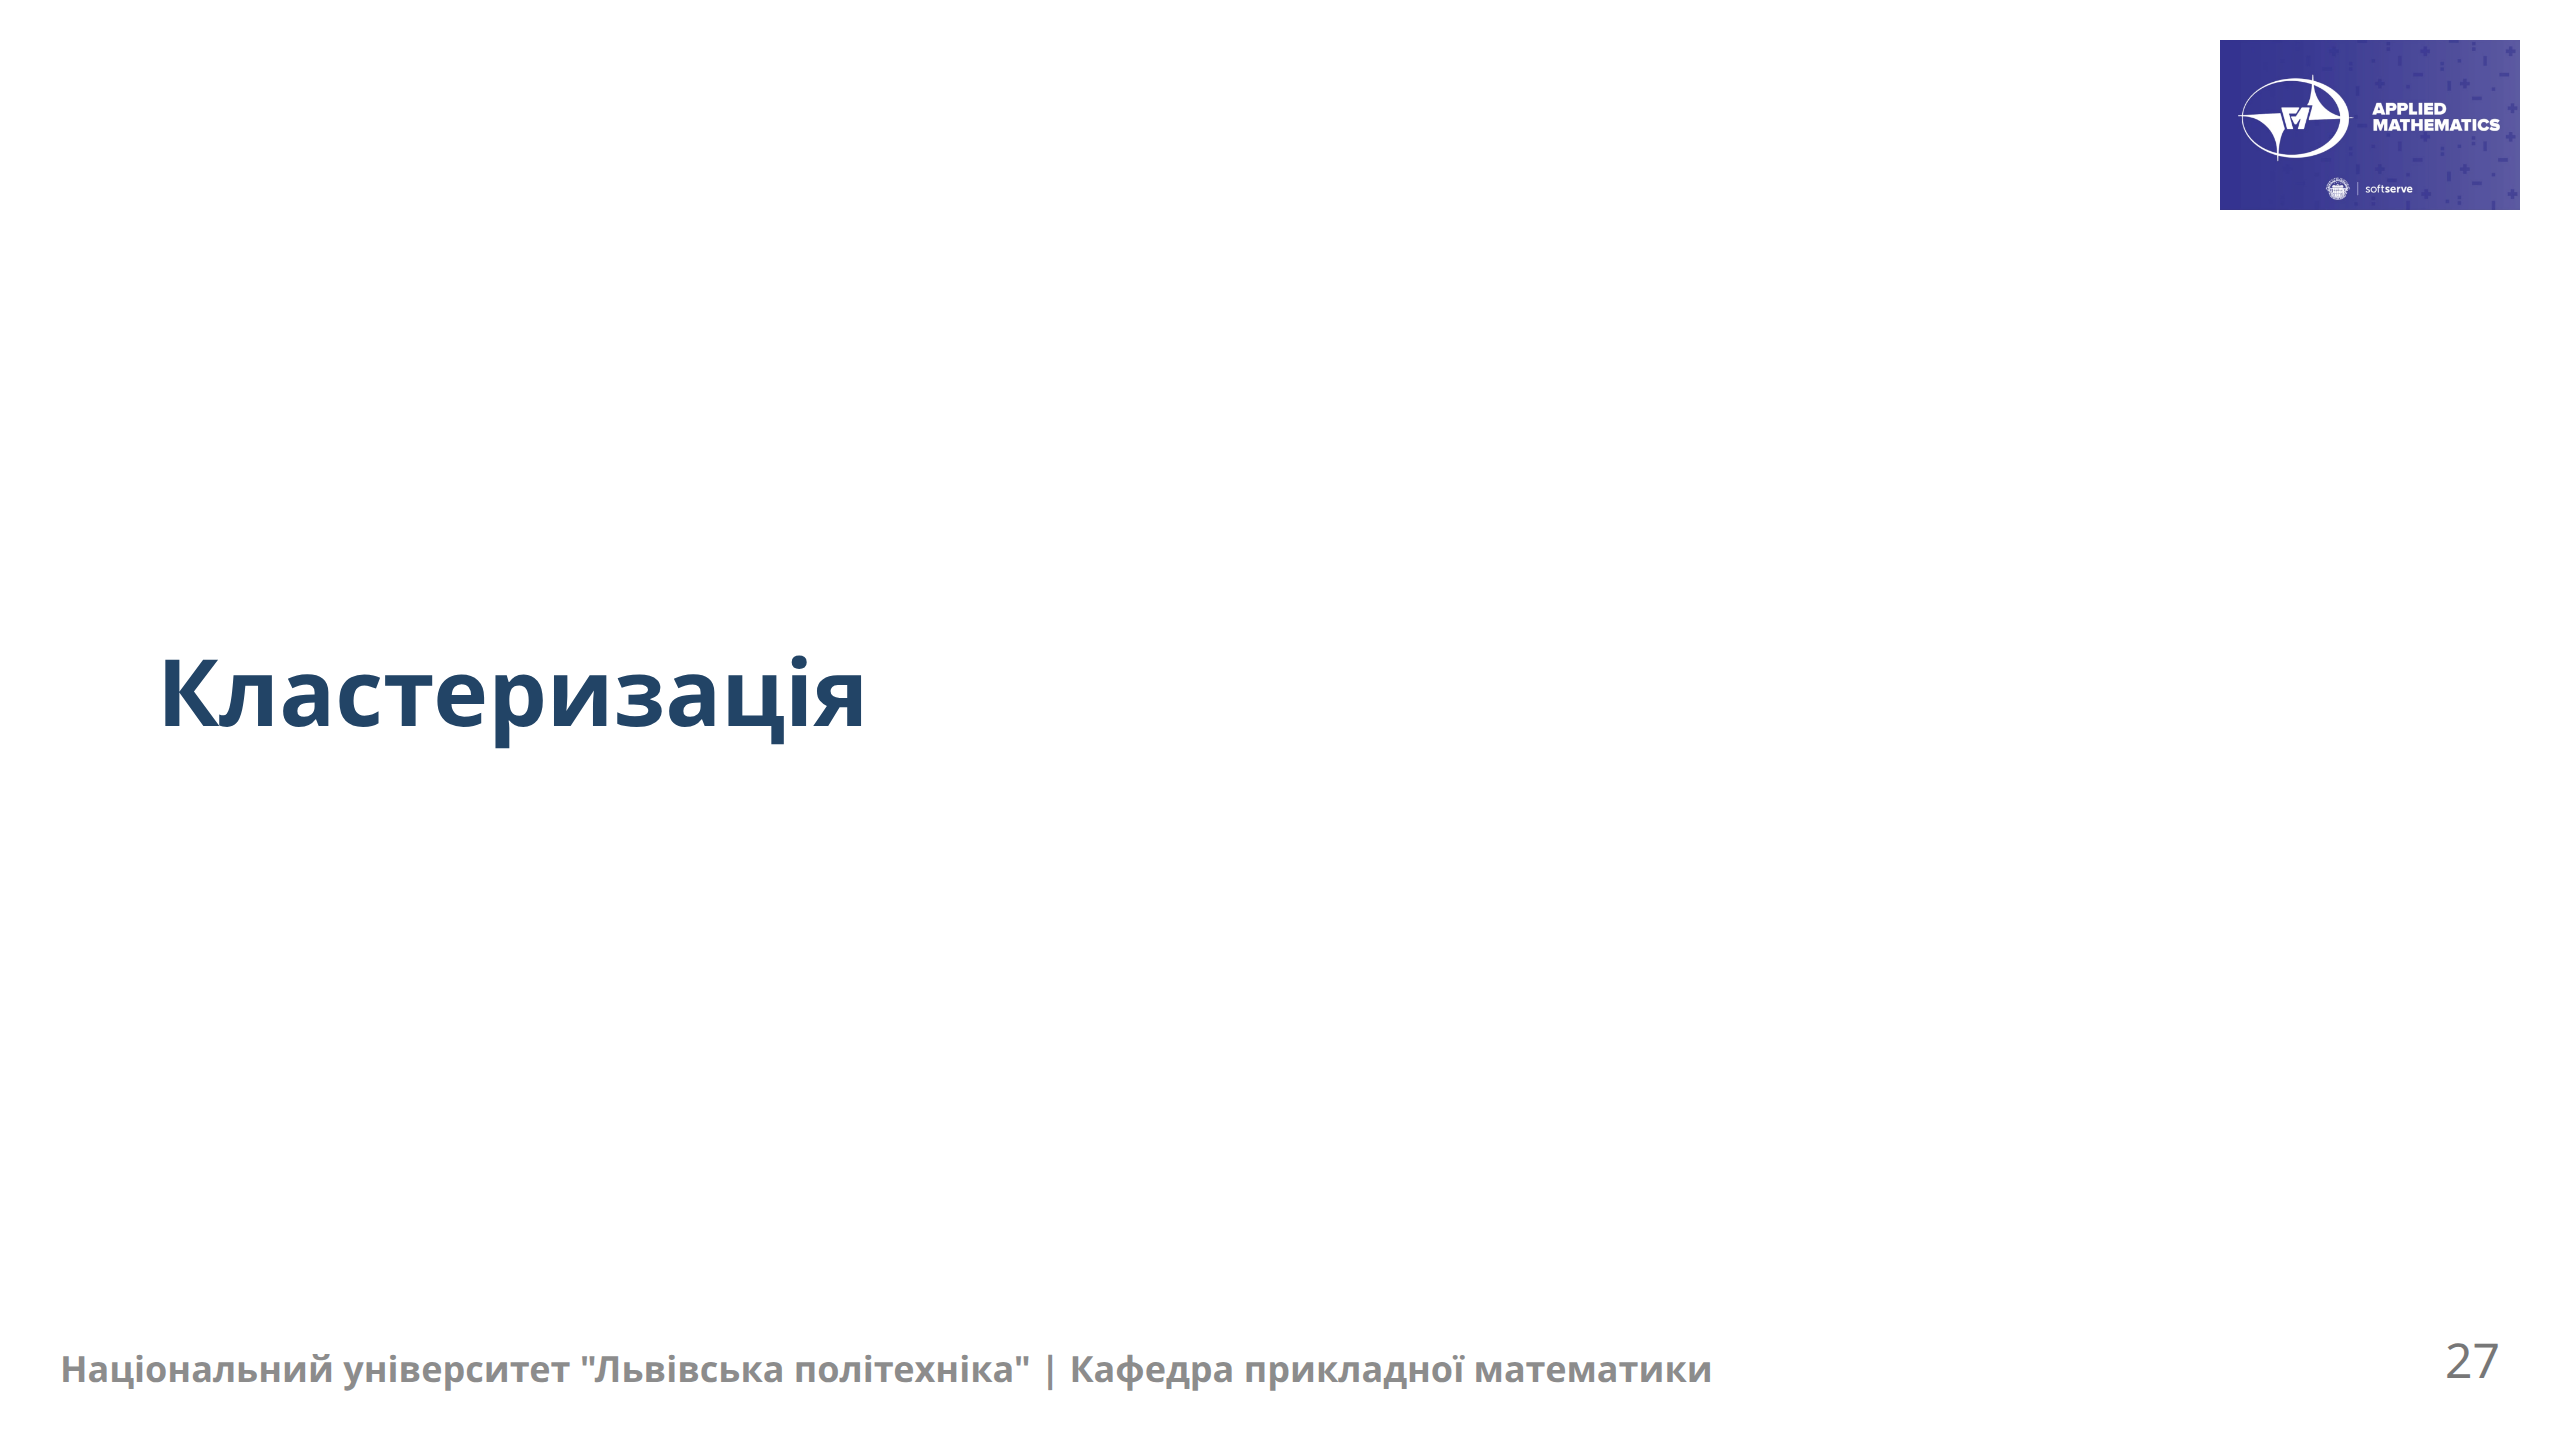 APPLIED
MATHEMATICS
softserve
Кластеризація
Національний університет "Львівська політехніка" | Кафедра прикладної математики
27